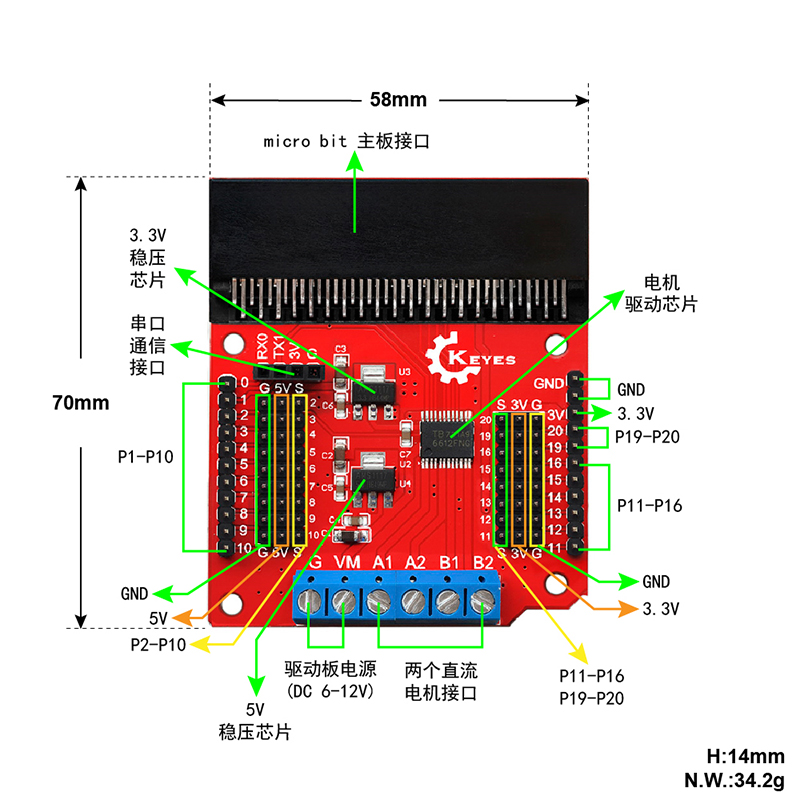 58mm
micro bit 主板接口
3.3V
稳压
芯片
电机
驱动芯片
串口
通信
接口
70mm
RX0
TX1
3V
G
C3
U3
KEYES
GND
GND
3V
3.3V
P19-P20
P11-P16
P1-P10
0
1
2
3
4
5
6
7
8
9
10
G 5V S
2
3
4
5
6
7
8
9
10
G 5V S
C6
C2
C5
C7
U2
U4
6612FNG
S 3V G
20
19
16
15
14
13
12
11
S 3V G
20
19
16
15
14
13
12
11
G VM A1 A2 B1 B2
GND
5V
P2-P10
GND
3.3V
驱动板电源
(DC 6-12V)
两个直流
电机接口
P11-P16
P19-P20
5V
稳压芯片
H:14mm
N.W.:34.2g